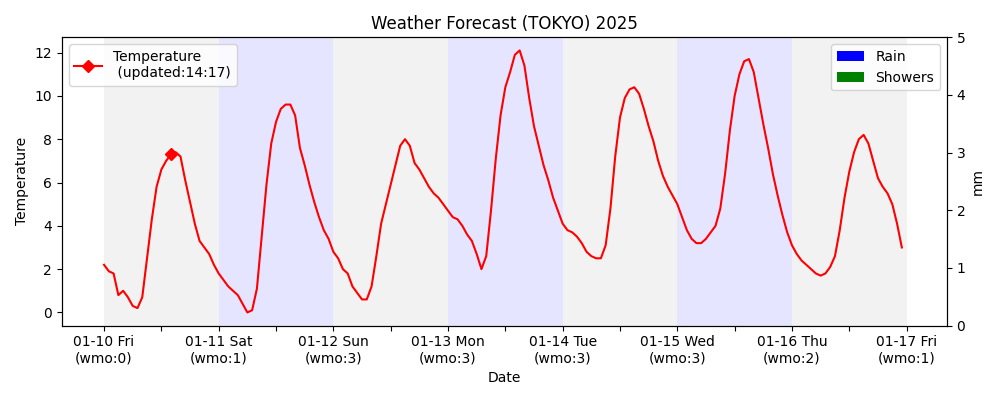 Weather Forecast (TOKYO) 2025
Temperature
(updated:14:17)
Rain
Showers
Temperature
12
10
8
6
4
2
0
5
4
3
2
1
0
mm
01-10 Fri
(wmo:0)
01-11 Sat
(wmo:1)
01-12 Sun
(wmo:3)
01-13 Mon
(wmo:3)
01-14 Tue
(wmo:3)
01-15 Wed
(wmo:3)
01-16 Thu
(wmo:2)
01-17 Fri
(wmo:1)
Date